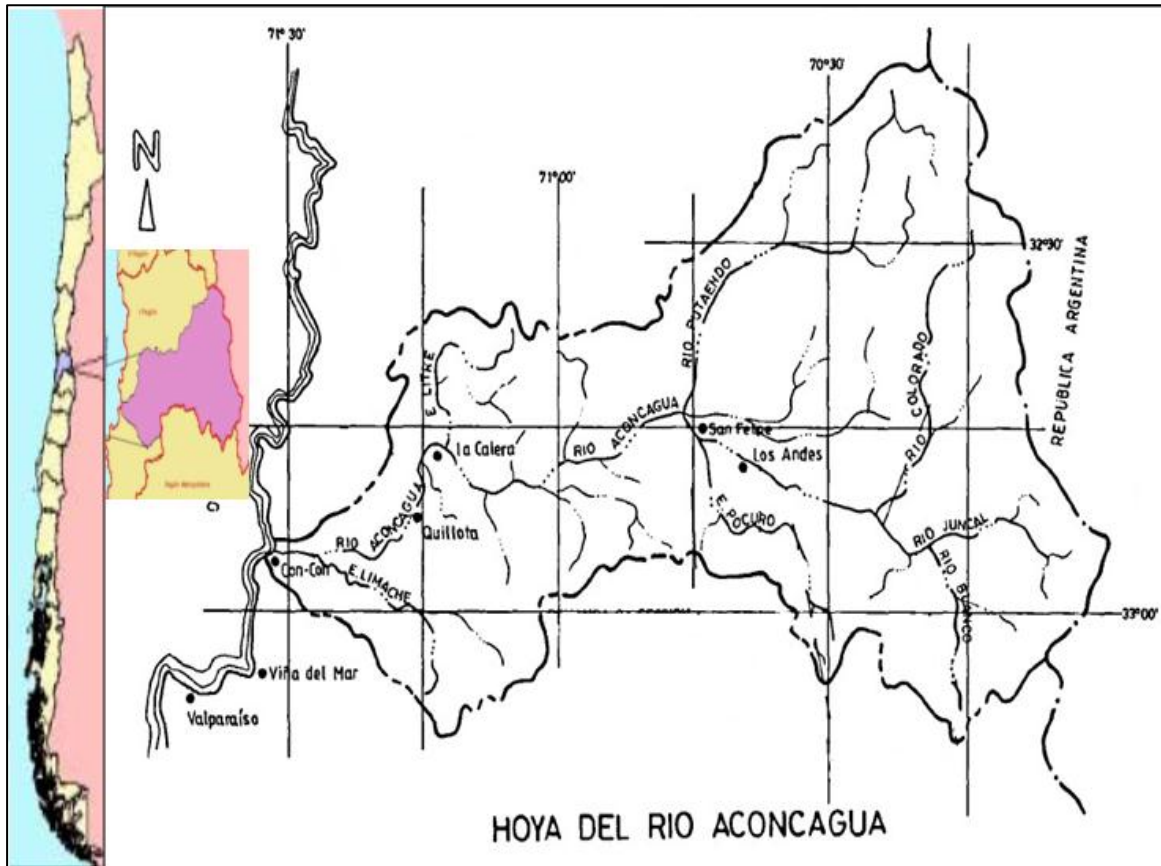 71° 30'
N
70° 30'
71° 00'
32° 30'
RIO PUTAENDO
REPUBLICA ARGENTINA
E. LITRE
RIO COLORADO
RIO ACONCAGUA
San Felipe
La Calera
Los Andes
RIO ACONCAGUA
Quillota
E. POCURO
RIO JUNCAL
Con-Con
E. LIMACHE
RIO BLANCO
33° 00'
Viña del Mar
Valparaíso
HOYA DEL RIO ACONCAGUA